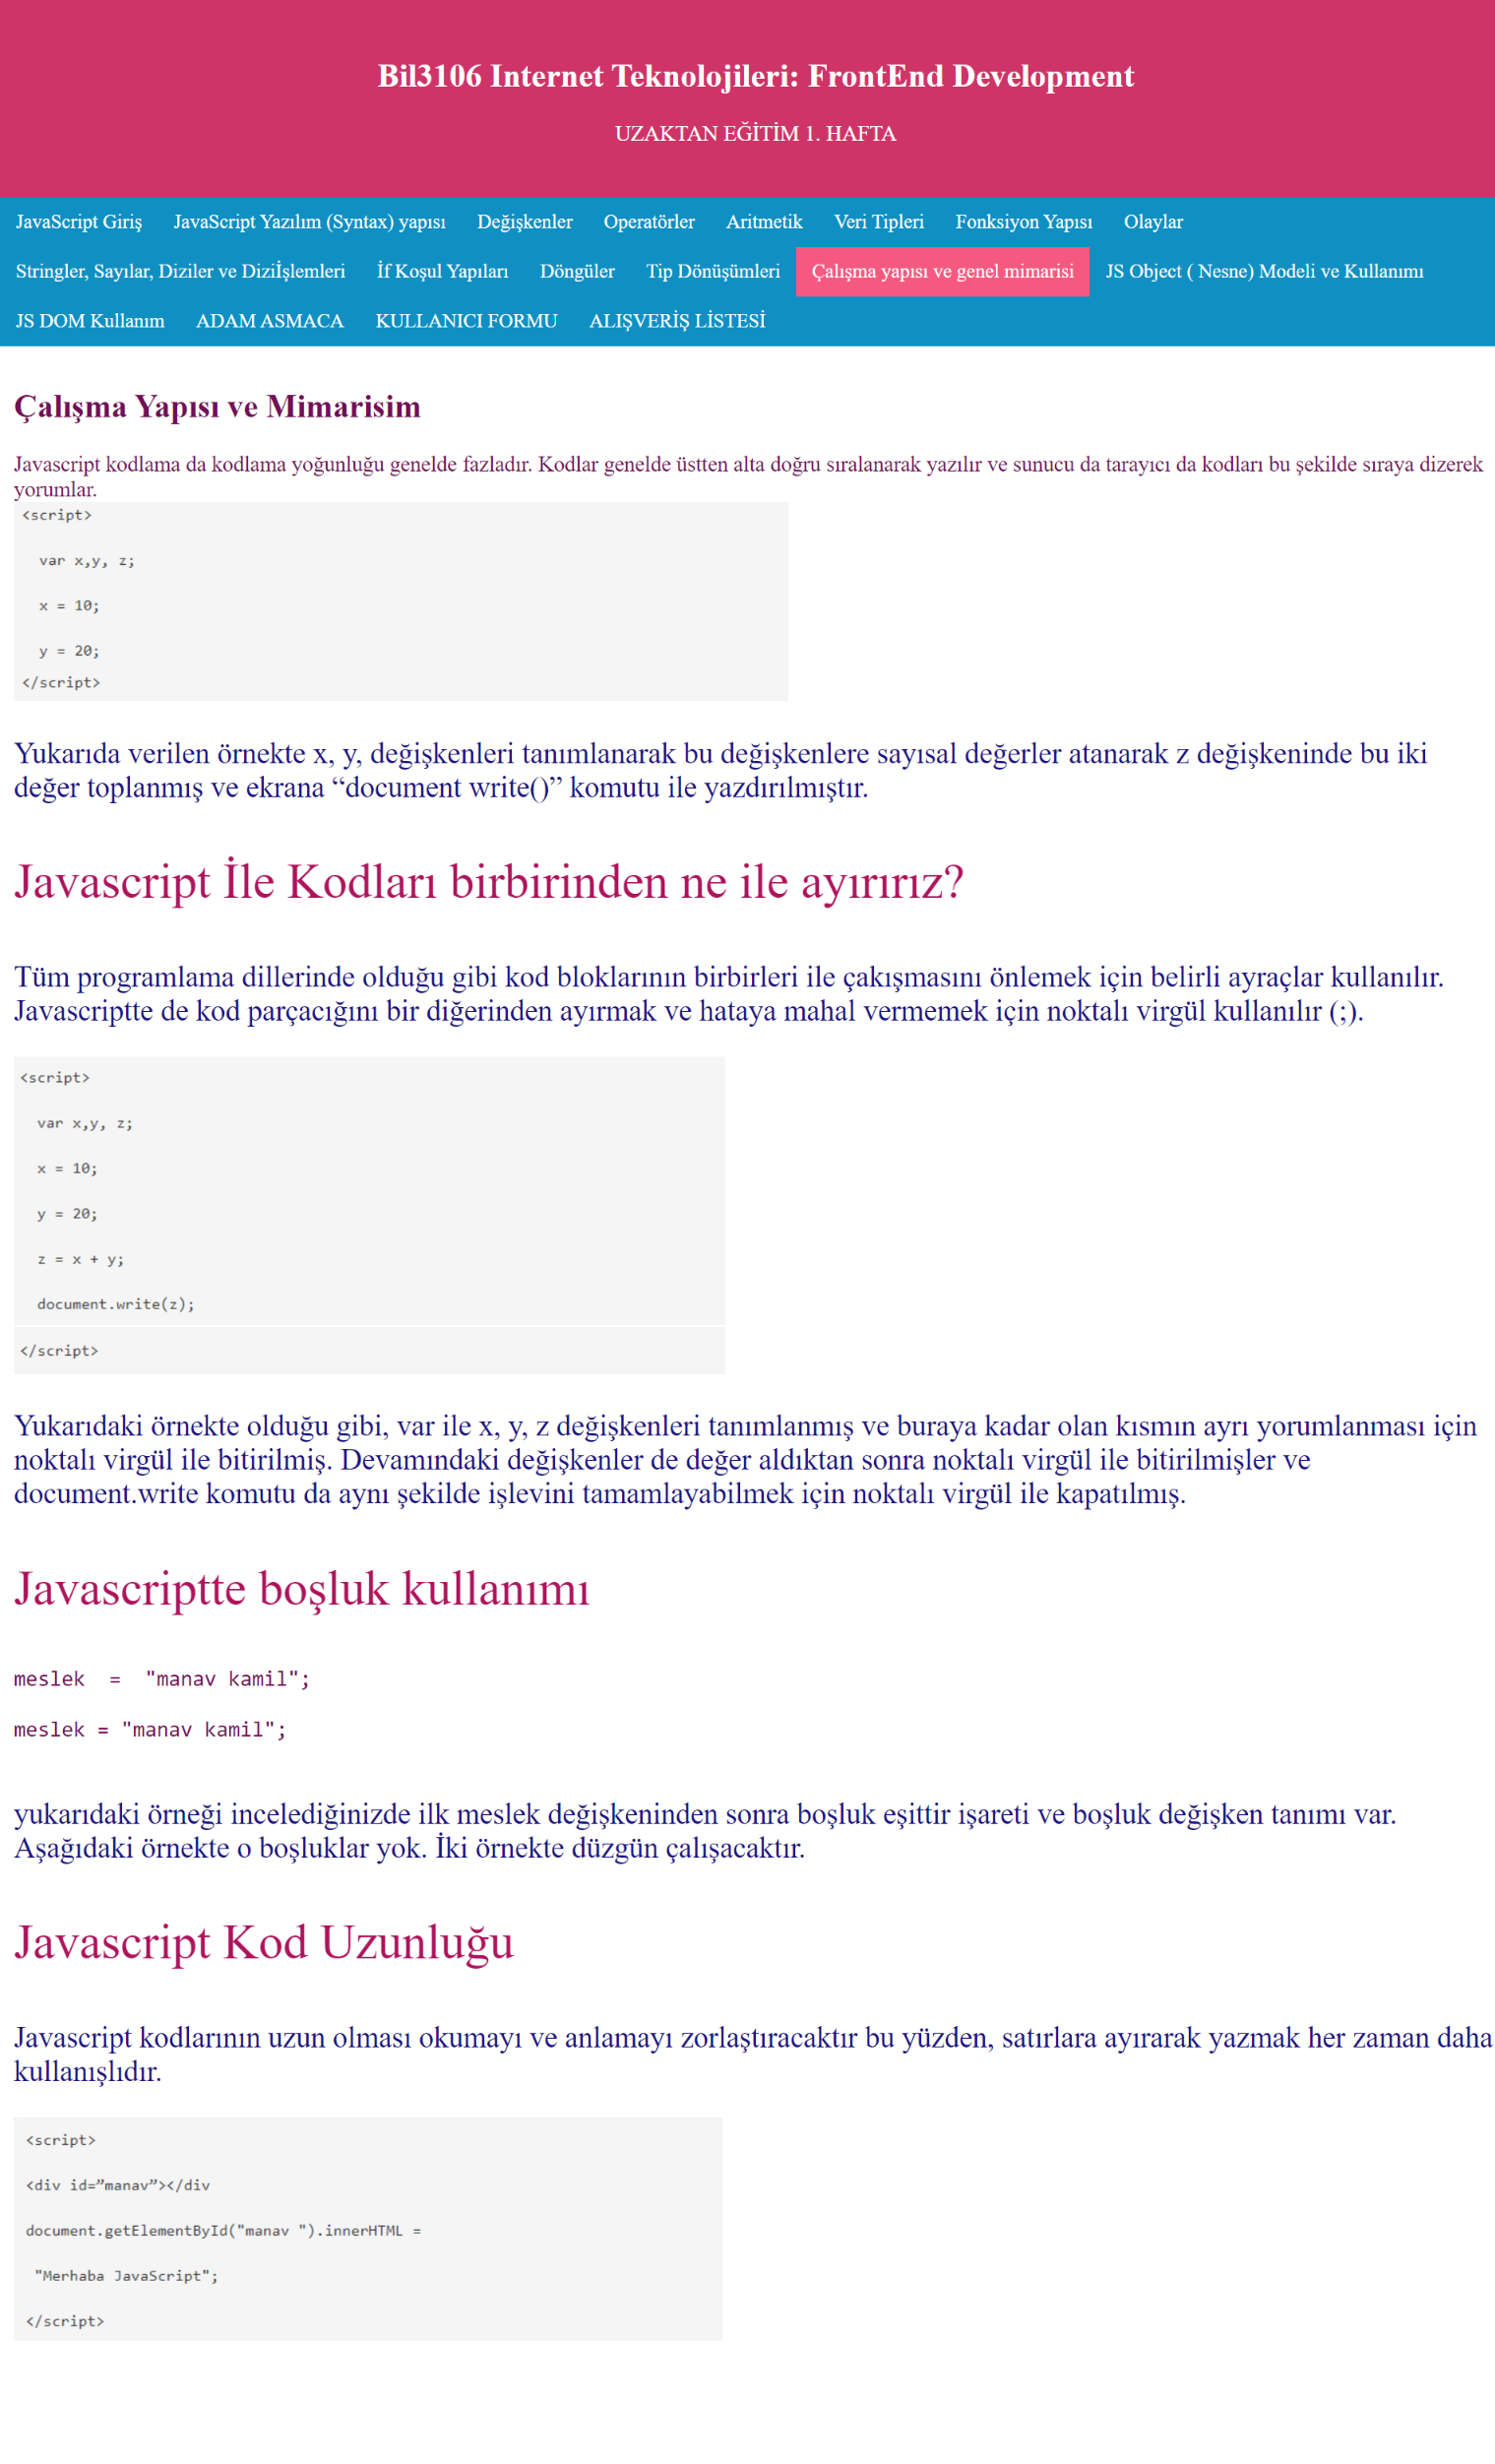 Bil3106 Internet Teknolojileri: FrontEnd Development
UZAKTAN EĞİTİM 1. HAFTA
JavaScript Giriş JavaScript Yazılım (Syntax) yapısı Değişkenler Operatörler Aritmetik Veri Tipleri Fonksiyon Yapısı Olaylar
Stringler, Sayılar, Diziler ve Diziİşlemleri İf Koşul Yapıları Döngüler Tip Dönüşümleri Çalışma yapısı ve genel mimarisi JS Object ( Nesne) Modeli ve Kullanımı
JS DOM Kullanım ADAM ASMACA KULLANICI FORMU ALIŞVERİŞ LİSTESİ
Çalışma Yapısı ve Mimarisim
Javascript kodlama da kodlama yoğunluğu genelde fazladır. Kodlar genelde üstten alta doğru sıralanarak yazılır ve sunucu da tarayıcı da kodları bu şekilde sıraya dizerek
yorumlar.
<script>
var x,y, z;
x = 10;
y = 20;
</script>
Yukarıda verilen örnekte x, y, değişkenleri tanımlanarak bu değişkenlere sayısal değerler atanarak z değişkeninde bu iki
değer toplanmış ve ekrana “document write()” komutu ile yazdırılmıştır.
Javascript İle Kodları birbirinden ne ile ayırırız?
Tüm programlama dillerinde olduğu gibi kod bloklarının birbirleri ile çakışmasını önlemek için belirli ayraçlar kullanılır.
Javascriptte de kod parçacığını bir diğerinden ayırmak ve hataya mahal vermemek için noktalı virgül kullanılır (;).
<script>
var x,y, z;
x = 10;
y = 20;
z = x + y;
document.write(z);
</script>
Yukarıdaki örnekte olduğu gibi, var ile x, y, z değişkenleri tanımlanmış ve buraya kadar olan kısmın ayrı yorumlanması için
noktalı virgül ile bitirilmiş. Devamındaki değişkenler de değer aldıktan sonra noktalı virgül ile bitirilmişler ve
document.write komutu da aynı şekilde işlevini tamamlayabilmek için noktalı virgül ile kapatılmış.
Javascriptte boşluk kullanımı
meslek  =  "manav kamil";
meslek = "manav kamil";
yukarıdaki örneği incelediğinizde ilk meslek değişkeninden sonra boşluk eşittir işareti ve boşluk değişken tanımı var.
Aşağıdaki örnekte o boşluklar yok. İki örnekte düzgün çalışacaktır.
Javascript Kod Uzunluğu
Javascript kodlarının uzun olması okumayı ve anlamayı zorlaştıracaktır bu yüzden, satırlara ayırarak yazmak her zaman daha
kullanışlıdır.
<script>
<div id=”manav”></div
document.getElementById("manav ").innerHTML =
"Merhaba JavaScript";
</script>